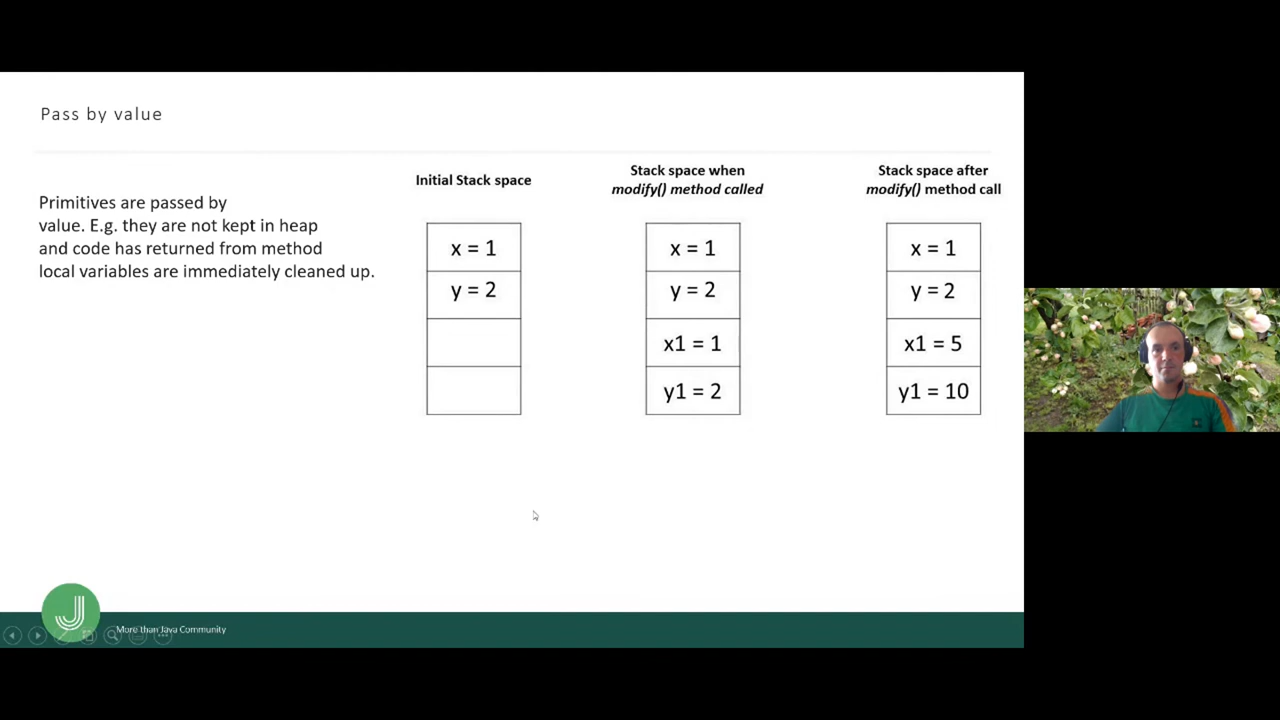 Pass by value
Primitives are passed by
value. E.g. they are not kept in heap
and code has returned from method
local variables are immediately cleaned up.
Initial Stack space
x = 1
y = 2
Stack space when
modify() method called
x = 1
y = 2
x1 = 1
y1 = 2
Stack space after
modify() method call
x = 1
y = 2
x1 = 5
y1 = 10
More than Java Community